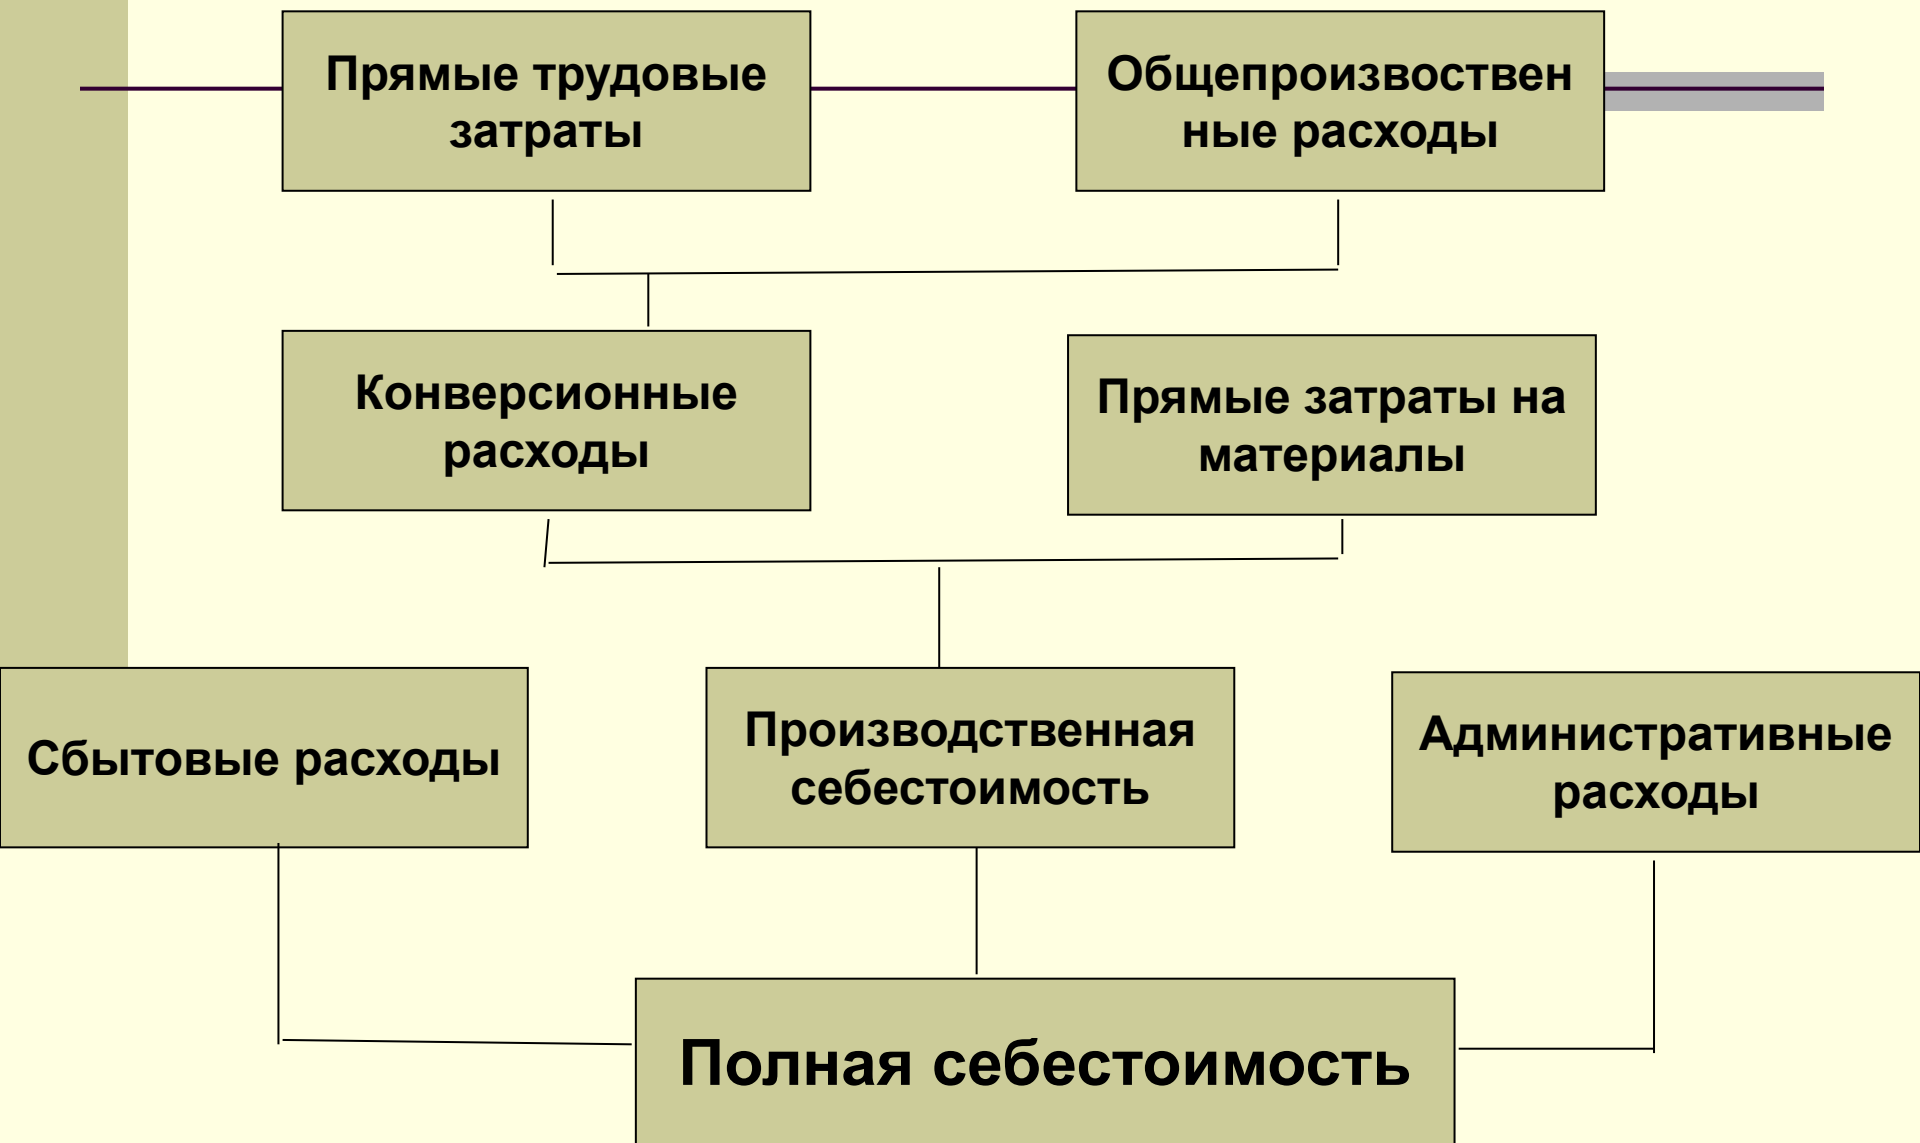 Прямые трудовые
затраты
Общепроизвоствен
ные расходы
Конверсионные
расходы
Прямые затраты на
материалы
Сбытовые расходы
Производственная
себестоимость
Административные
расходы
Полная себестоимость